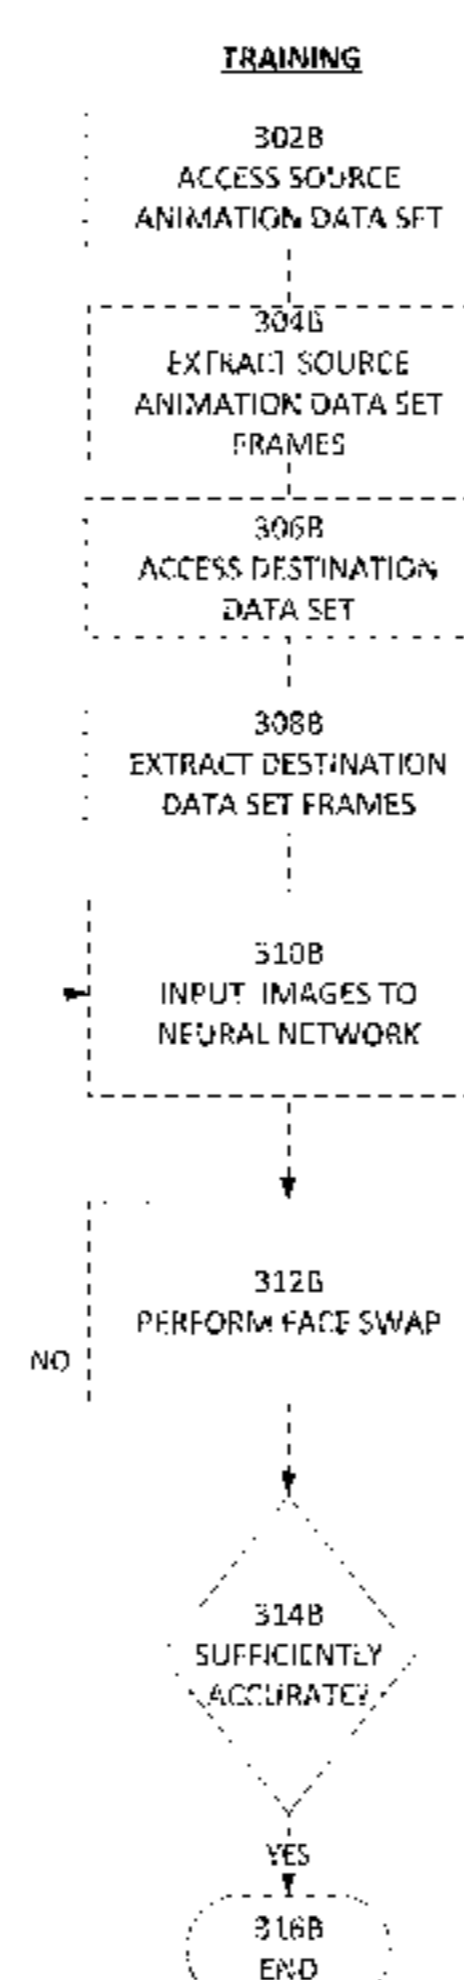 TRAINING
302B
ACCESS SOURCE
ANIMATION DATA SET
304B
EXTRACT SOURCE
ANIMATION DATA SET
FRAMES
306B
ACCESS DESTINATION
DATA SET
308B
EXTRACT DESTINATION
DATA SET FRAMES
310B
INPUT IMAGES TO
NEURAL NETWORK
312B
PERFORM FACE SWAP
NO
314B
SUFFICIENTLY
ACCURATE?
YES
316B
END